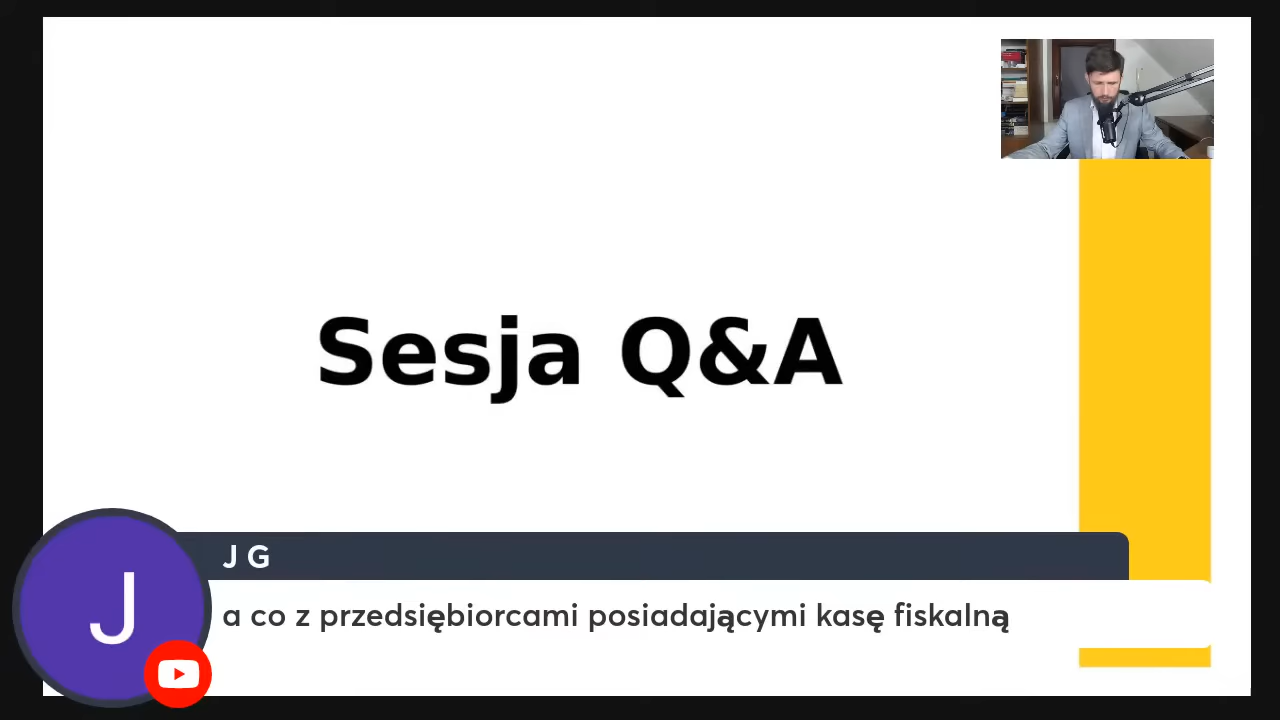 Sesja Q&A
J
J G
a co z przedsiębiorcami posiadającymi kasę fiskalną